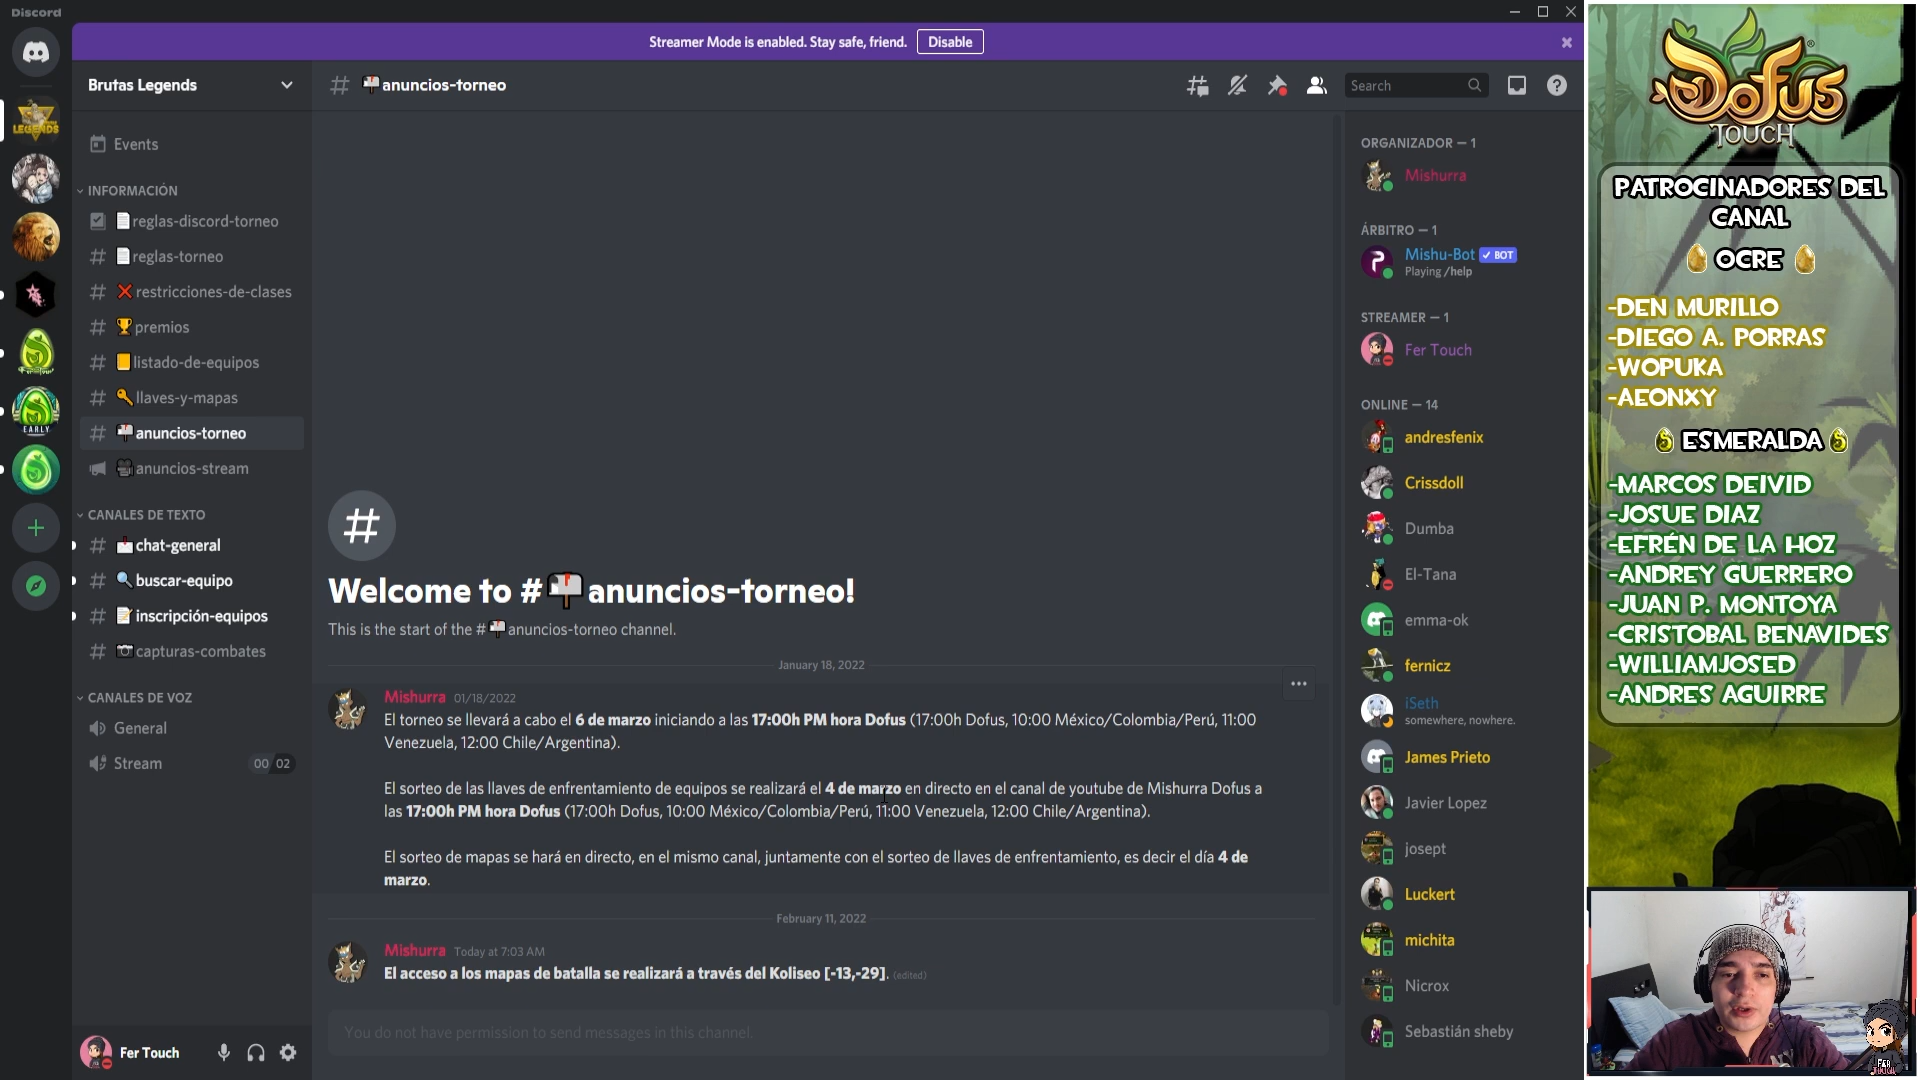 Discord
Streamer Mode is enabled. Stay safe, friend.
Disable
Brutas Legends
anuncios-torneo
Search
Events
INFORMACIÓN
reglas-discord-torneo
reglas-torneo
restricciones-de-clases
premios
listado-de-equipos
llaves-y-mapas
anuncios-torneo
anuncios-stream
CANALES DE TEXTO
chat-general
buscar-equipo
inscripción-equipos
capturas-combates
CANALES DE VOZ
General
Stream
00 02
Fer Touch
LEGENDS
EARLY
Welcome to # anuncios-torneo!
This is the start of the # anuncios-torneo channel.
January 18, 2022
Mishurra 01/18/2022
El torneo se llevará a cabo el 6 de marzo iniciando a las 17:00h PM hora Dofus (17:00h Dofus, 10:00 México/Colombia/Perú, 11:00
Venezuela, 12:00 Chile/Argentina).
El sorteo de las llaves de enfrentamiento de equipos se realizará el 4 de marzo en directo en el canal de youtube de Mishurra Dofus a
las 17:00h PM hora Dofus (17:00h Dofus, 10:00 México/Colombia/Perú, 11:00 Venezuela, 12:00 Chile/Argentina).
El sorteo de mapas se hará en directo, en el mismo canal, juntamente con el sorteo de llaves de enfrentamiento, es decir el día 4 de
marzo.
February 11, 2022
Mishurra Today at 7:03 AM
El acceso a los mapas de batalla se realizará a través del Koliseo [-13,-29]. (edited)
You do not have permission to send messages in this channel.
ORGANIZADOR — 1
Mishurra
ÁRBITRO — 1
Mishu-Bot BOT
Playing /help
STREAMER — 1
Fer Touch
ONLINE — 14
andresfenix
Crissdoll
Dumba
El-Tana
emma-ok
fernicz
iSeth
somewhere, nowhere.
James Prieto
Javier Lopez
josept
Luckert
michita
Nicrox
Sebastián sheby
DOFUS
TOUCH
PATROCINADORES DEL
CANAL
OCRE
-DEN MURILLO
-DIEGO A. PORRAS
-WOPUKA
-AEONXY
ESMERALDA
-MARCOS DEIVID
-JOSUE DIAZ
-EFRÉN DE LA HOZ
-ANDREY GUERRERO
-JUAN P. MONTOYA
-CRISTOBAL BENAVIDES
-WILLIAMJOSED
-ANDRES AGUIRRE
FER
TOUCH